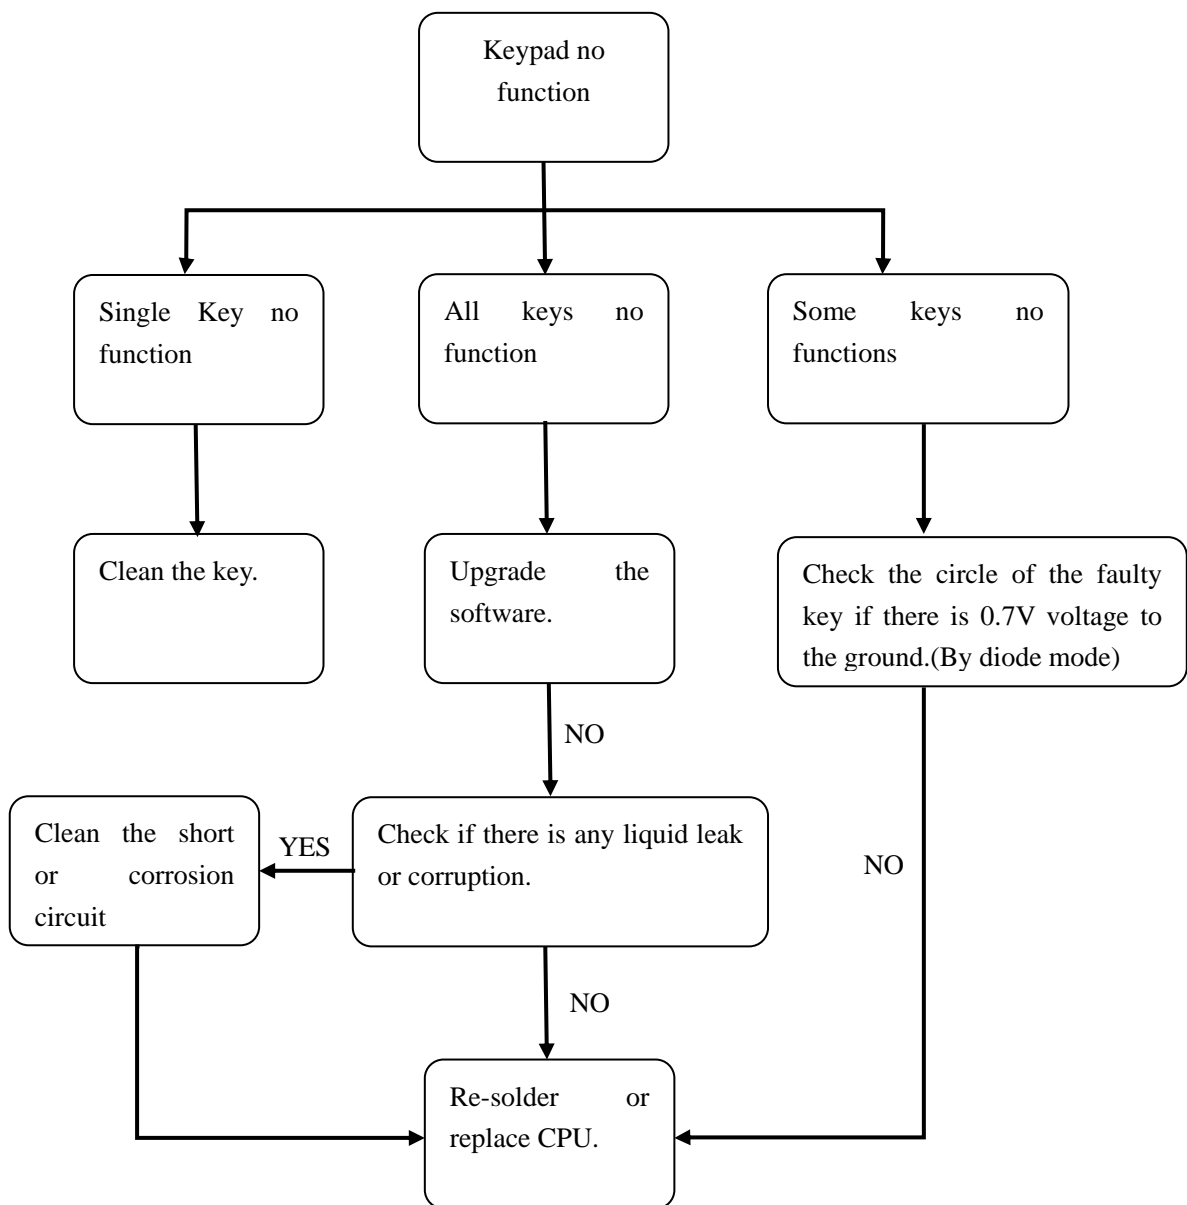 Keypad no
function
Single Key no
function
All keys no
function
Some keys no
functions
Clean the key.
Upgrade the
software.
Check the circle of the faulty
key if there is 0.7V voltage to
the ground.(By diode mode)
NO
Clean the short
or corrosion
circuit
YES
Check if there is any liquid leak
or corruption.
NO
NO
Re-solder or
replace CPU.